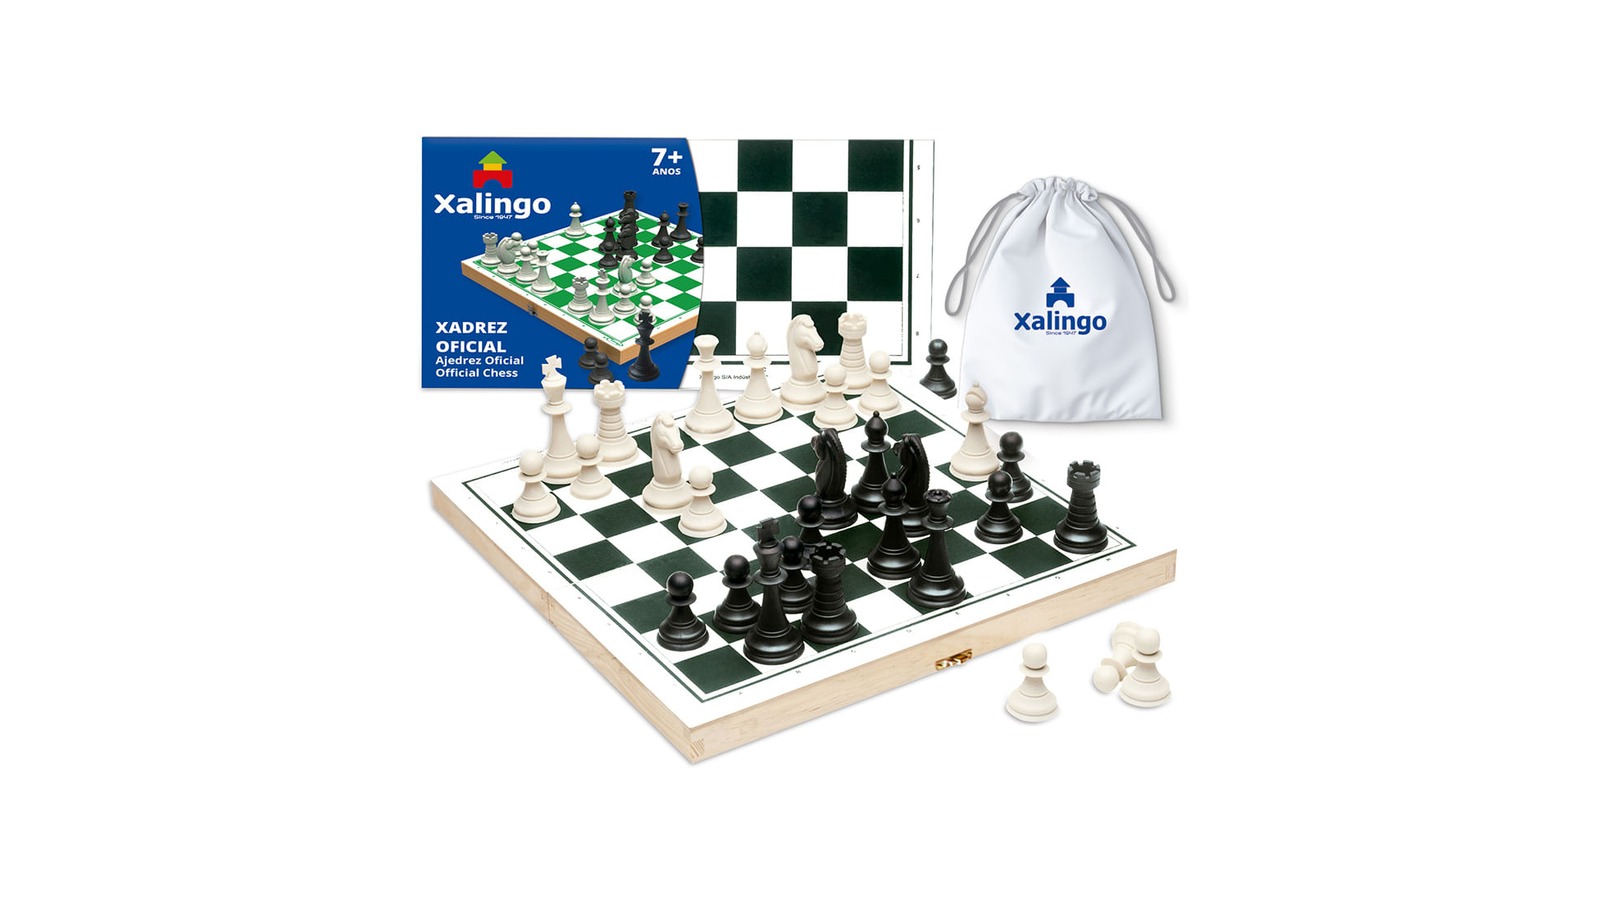 7+
ANOS
Xalingo
Since 1947
XADREZ
OFICIAL
Ajedrez Oficial
Official Chess
Xalingo
Since 1947